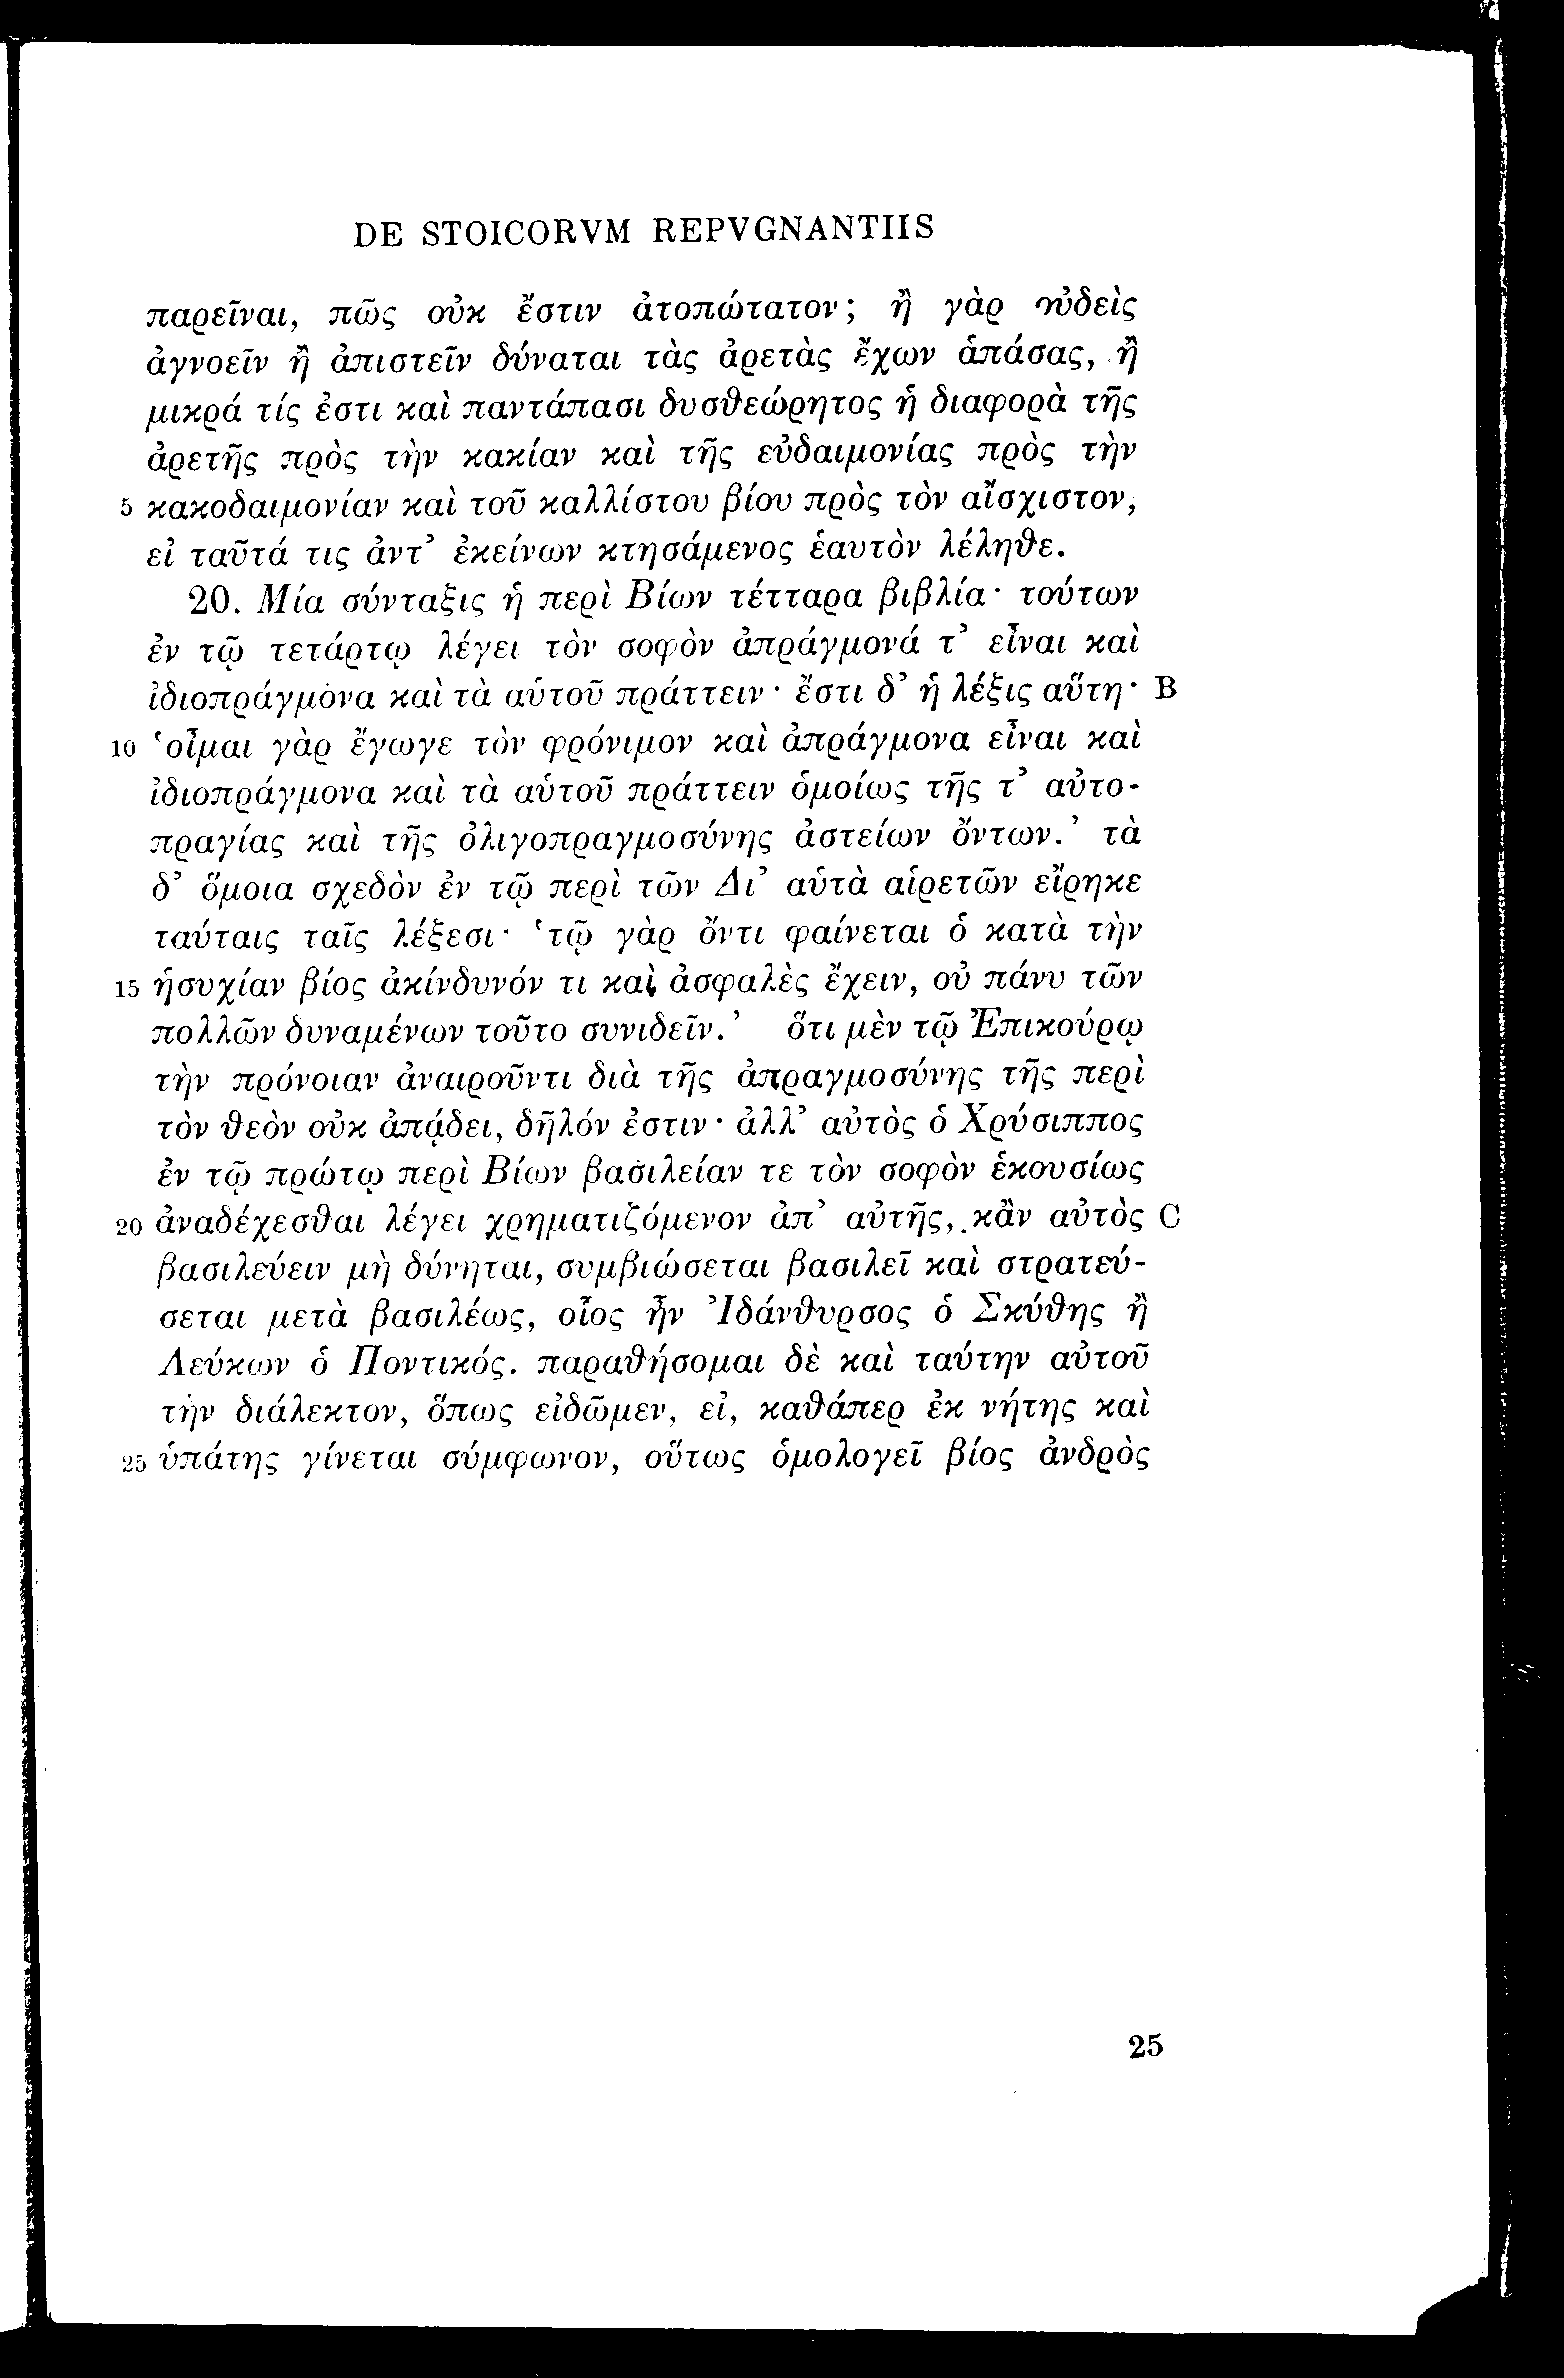 DE STOICORVM REPVGNANTIIS
παρεῖναι, πῶς οὐκ ἔστιν ἀτοπώτατον; ἢ γὰρ οὐδεὶς
ἀγνοεῖν ἢ ἀπιστεῖν δύναται τὰς ἀρετὰς ἔχων ἁπάσας, ἢ
μικρά τίς ἐστι καὶ παντάπασι δυσθεώρητος ἡ διαφορὰ τῆς
ἀρετῆς πρὸς τὴν κακίαν καὶ τῆς εὐδαιμονίας πρὸς τὴν
5 κακοδαιμονίαν καὶ τοῦ καλλίστου βίου πρὸς τὸν αἴσχιστον,
εἰ ταῦτά τις ἀντ’ ἐκείνων κτησάμενος ἑαυτὸν λέληθε.
20. Μία σύνταξις ἡ περὶ Βίων τέτταρα βιβλία· τούτων
ἐν τῷ τετάρτῳ λέγει τὸν σοφὸν ἀπράγμονά τ’ εἶναι καὶ
ἰδιοπράγμονα καὶ τὰ αὑτοῦ πράττειν· ἔστι δ’ ἡ λέξις αὕτη· B
10 ‘οἶμαι γὰρ ἔγωγε τὸν φρόνιμον καὶ ἀπράγμονα εἶναι καὶ
ἰδιοπράγμονα καὶ τὰ αὑτοῦ πράττειν ὁμοίως τῆς τ’ αὐτο-
πραγίας καὶ τῆς ὀλιγοπραγμοσύνης ἀστείων ὄντων.’ τὰ
δ’ ὅμοια σχεδὸν ἐν τῷ περὶ τῶν Δι’ αὑτὰ αἱρετῶν εἴρηκε
ταύταις ταῖς λέξεσι· ‘τῷ γὰρ ὄντι φαίνεται ὁ κατὰ τὴν
15 ἡσυχίαν βίος ἀκίνδυνόν τι καὶ ἀσφαλὲς ἔχειν, οὐ πάνυ τῶν
πολλῶν δυναμένων τοῦτο συνιδεῖν.’ ὅτι μὲν τῷ Ἐπικούρῳ
τὴν πρόνοιαν ἀναιροῦντι διὰ τῆς ἀπραγμοσύνης τῆς περὶ
τὸν θεὸν οὐκ ἀπᾴδει, δῆλόν ἐστιν· ἀλλ’ αὐτὸς ὁ Χρύσιππος
ἐν τῷ πρώτῳ περὶ Βίων βασιλείαν τε τὸν σοφὸν ἑκουσίως
20 ἀναδέχεσθαι λέγει χρηματιζόμενον ἀπ’ αὐτῆς, κἂν αὐτὸς C
βασιλεύειν μὴ δύνηται, συμβιώσεται βασιλεῖ καὶ στρατεύ-
σεται μετὰ βασιλέως, οἷος ἦν Ἰδάνθυρσος ὁ Σκύθης ἢ
Λεύκων ὁ Ποντικός. παραθήσομαι δὲ καὶ ταύτην αὐτοῦ
τὴν διάλεκτον, ὅπως εἰδῶμεν, εἰ, καθάπερ ἐκ νήτης καὶ
25 ὑπάτης γίνεται σύμφωνον, οὕτως ὁμολογεῖ βίος ἀνδρὸς
25